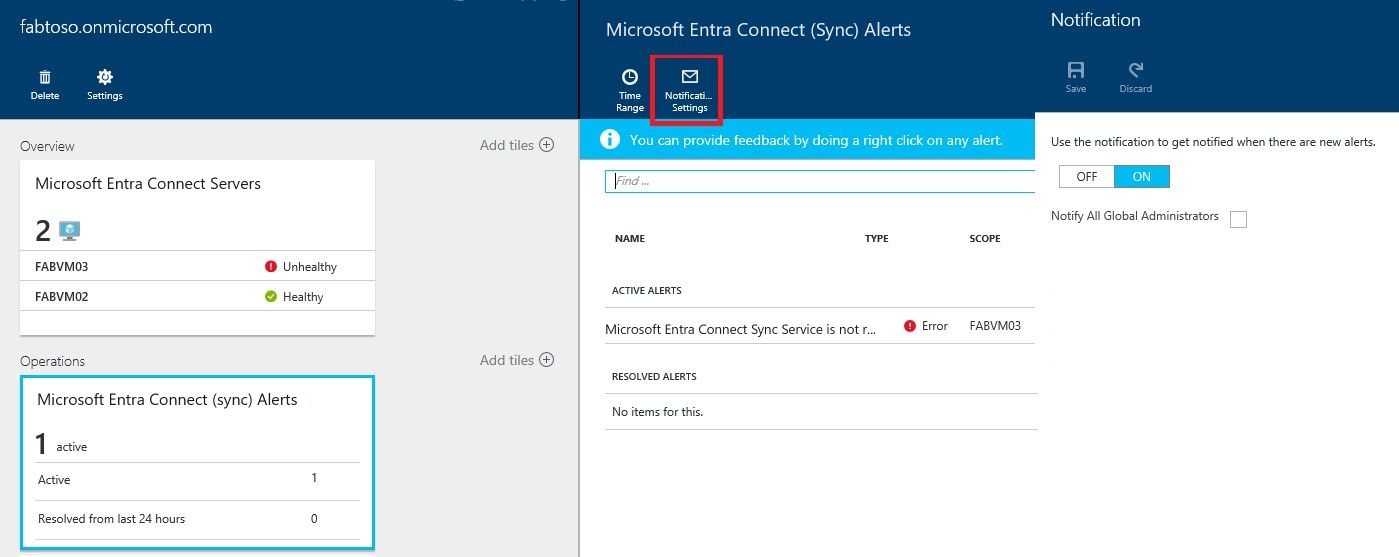 fabtoso.onmicrosoft.com
Delete
Settings
Overview
Add tiles
Microsoft Entra Connect Servers
2
FABVM03 Unhealthy
FABVM02 Healthy
Operations
Add tiles
Microsoft Entra Connect (sync) Alerts
1 active
Active 1
Resolved from last 24 hours 0
Microsoft Entra Connect (Sync) Alerts
Time
Range
Notificati...
Settings
You can provide feedback by doing a right click on any alert.
Find ...
NAME TYPE SCOPE
ACTIVE ALERTS
Microsoft Entra Connect Sync Service is not r... Error FABVM03
RESOLVED ALERTS
No items for this.
Notification
Save
Discard
Use the notification to get notified when there are new alerts.
OFF ON
Notify All Global Administrators